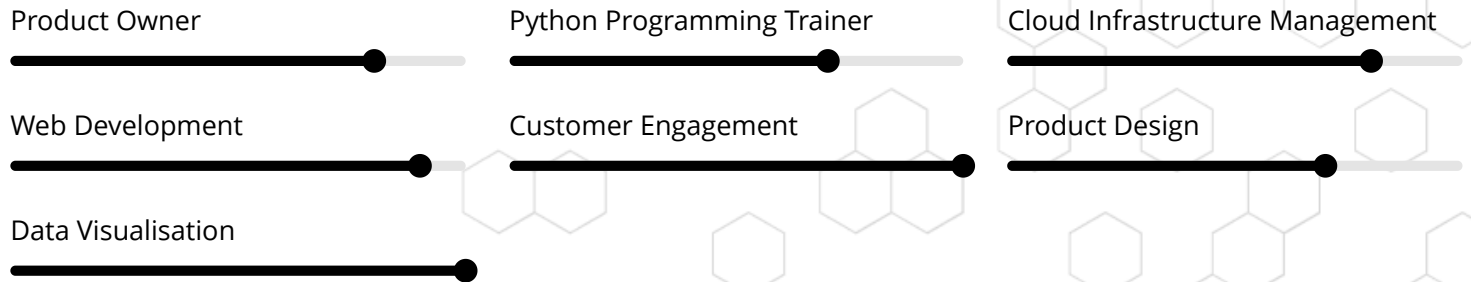 Product Owner
Python Programming Trainer
Cloud Infrastructure Management
Web Development
Customer Engagement
Product Design
Data Visualisation